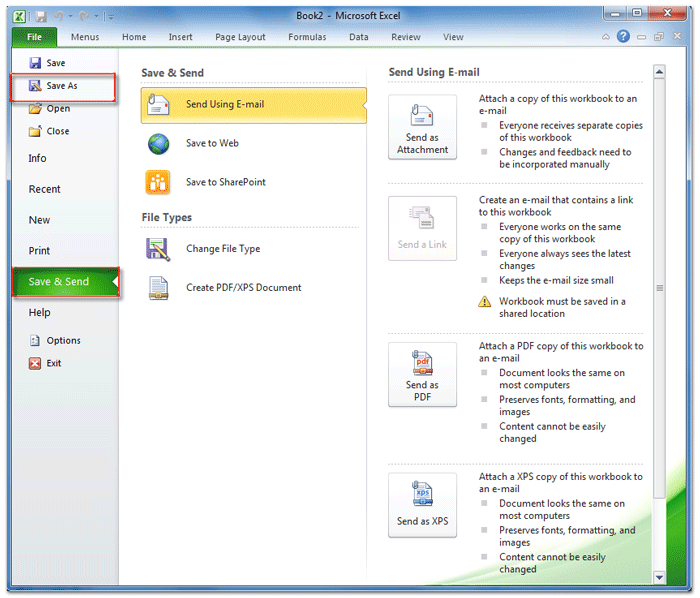 Book2 - Microsoft Excel
File Menus Home Insert Page Layout Formulas Data Review View
Save
Save As
Open
Close
Info
Recent
New
Print
Save & Send
Help
Options
Exit
Save & Send
Send Using E-mail
Save to Web
Save to SharePoint
File Types
Change File Type
Create PDF/XPS Document
Send Using E-mail
Send as
Attachment
Attach a copy of this workbook to an
e-mail
Everyone receives separate copies
of this workbook
Changes and feedback need to
be incorporated manually
Send a Link
Create an e-mail that contains a link
to this workbook
Everyone works on the same
copy of this workbook
Everyone always sees the latest
changes
Keeps the e-mail size small
Workbook must be saved in a
shared location
pdf
Send as
PDF
Attach a PDF copy of this workbook to
an e-mail
Document looks the same on
most computers
Preserves fonts, formatting, and
images
Content cannot be easily
changed
xps
Send as XPS
Attach a XPS copy of this workbook to
an e-mail
Document looks the same on
most computers
Preserves fonts, formatting, and
images
Content cannot be easily
changed